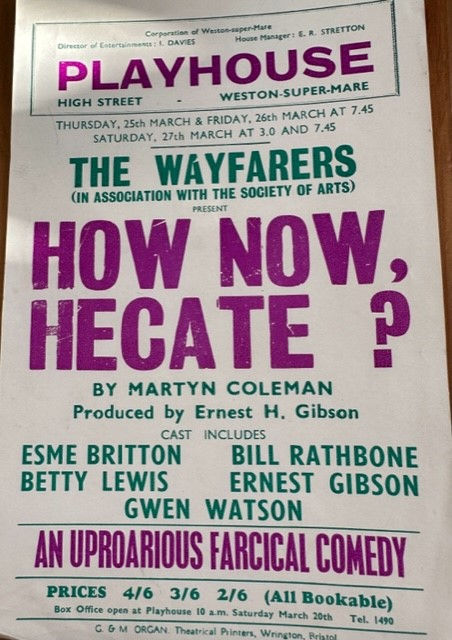 Corporation of Weston-super-Mare
Director of Entertainments: I. DAVIES House Manager: E. R. STRETTON
PLAYHOUSE
HIGH STREET - WESTON-SUPER-MARE
THURSDAY, 25th MARCH & FRIDAY, 26th MARCH AT 7.45
SATURDAY, 27th MARCH AT 3.0 AND 7.45
THE WAYFARERS
(IN ASSOCIATION WITH THE SOCIETY OF ARTS)
PRESENT
HOW NOW,
HECATE ?
BY MARTYN COLEMAN
Produced by Ernest H. Gibson
CAST INCLUDES
ESME BRITTON BILL RATHBONE
BETTY LEWIS ERNEST GIBSON
GWEN WATSON
AN UPROARIOUS FARCICAL COMEDY
PRICES 4/6 3/6 2/6 (All Bookable)
Box Office open at Playhouse 10 a.m. Saturday March 20th Tel. 1490
G. & M ORGAN. Theatrical Printers, Wrington, Bristol